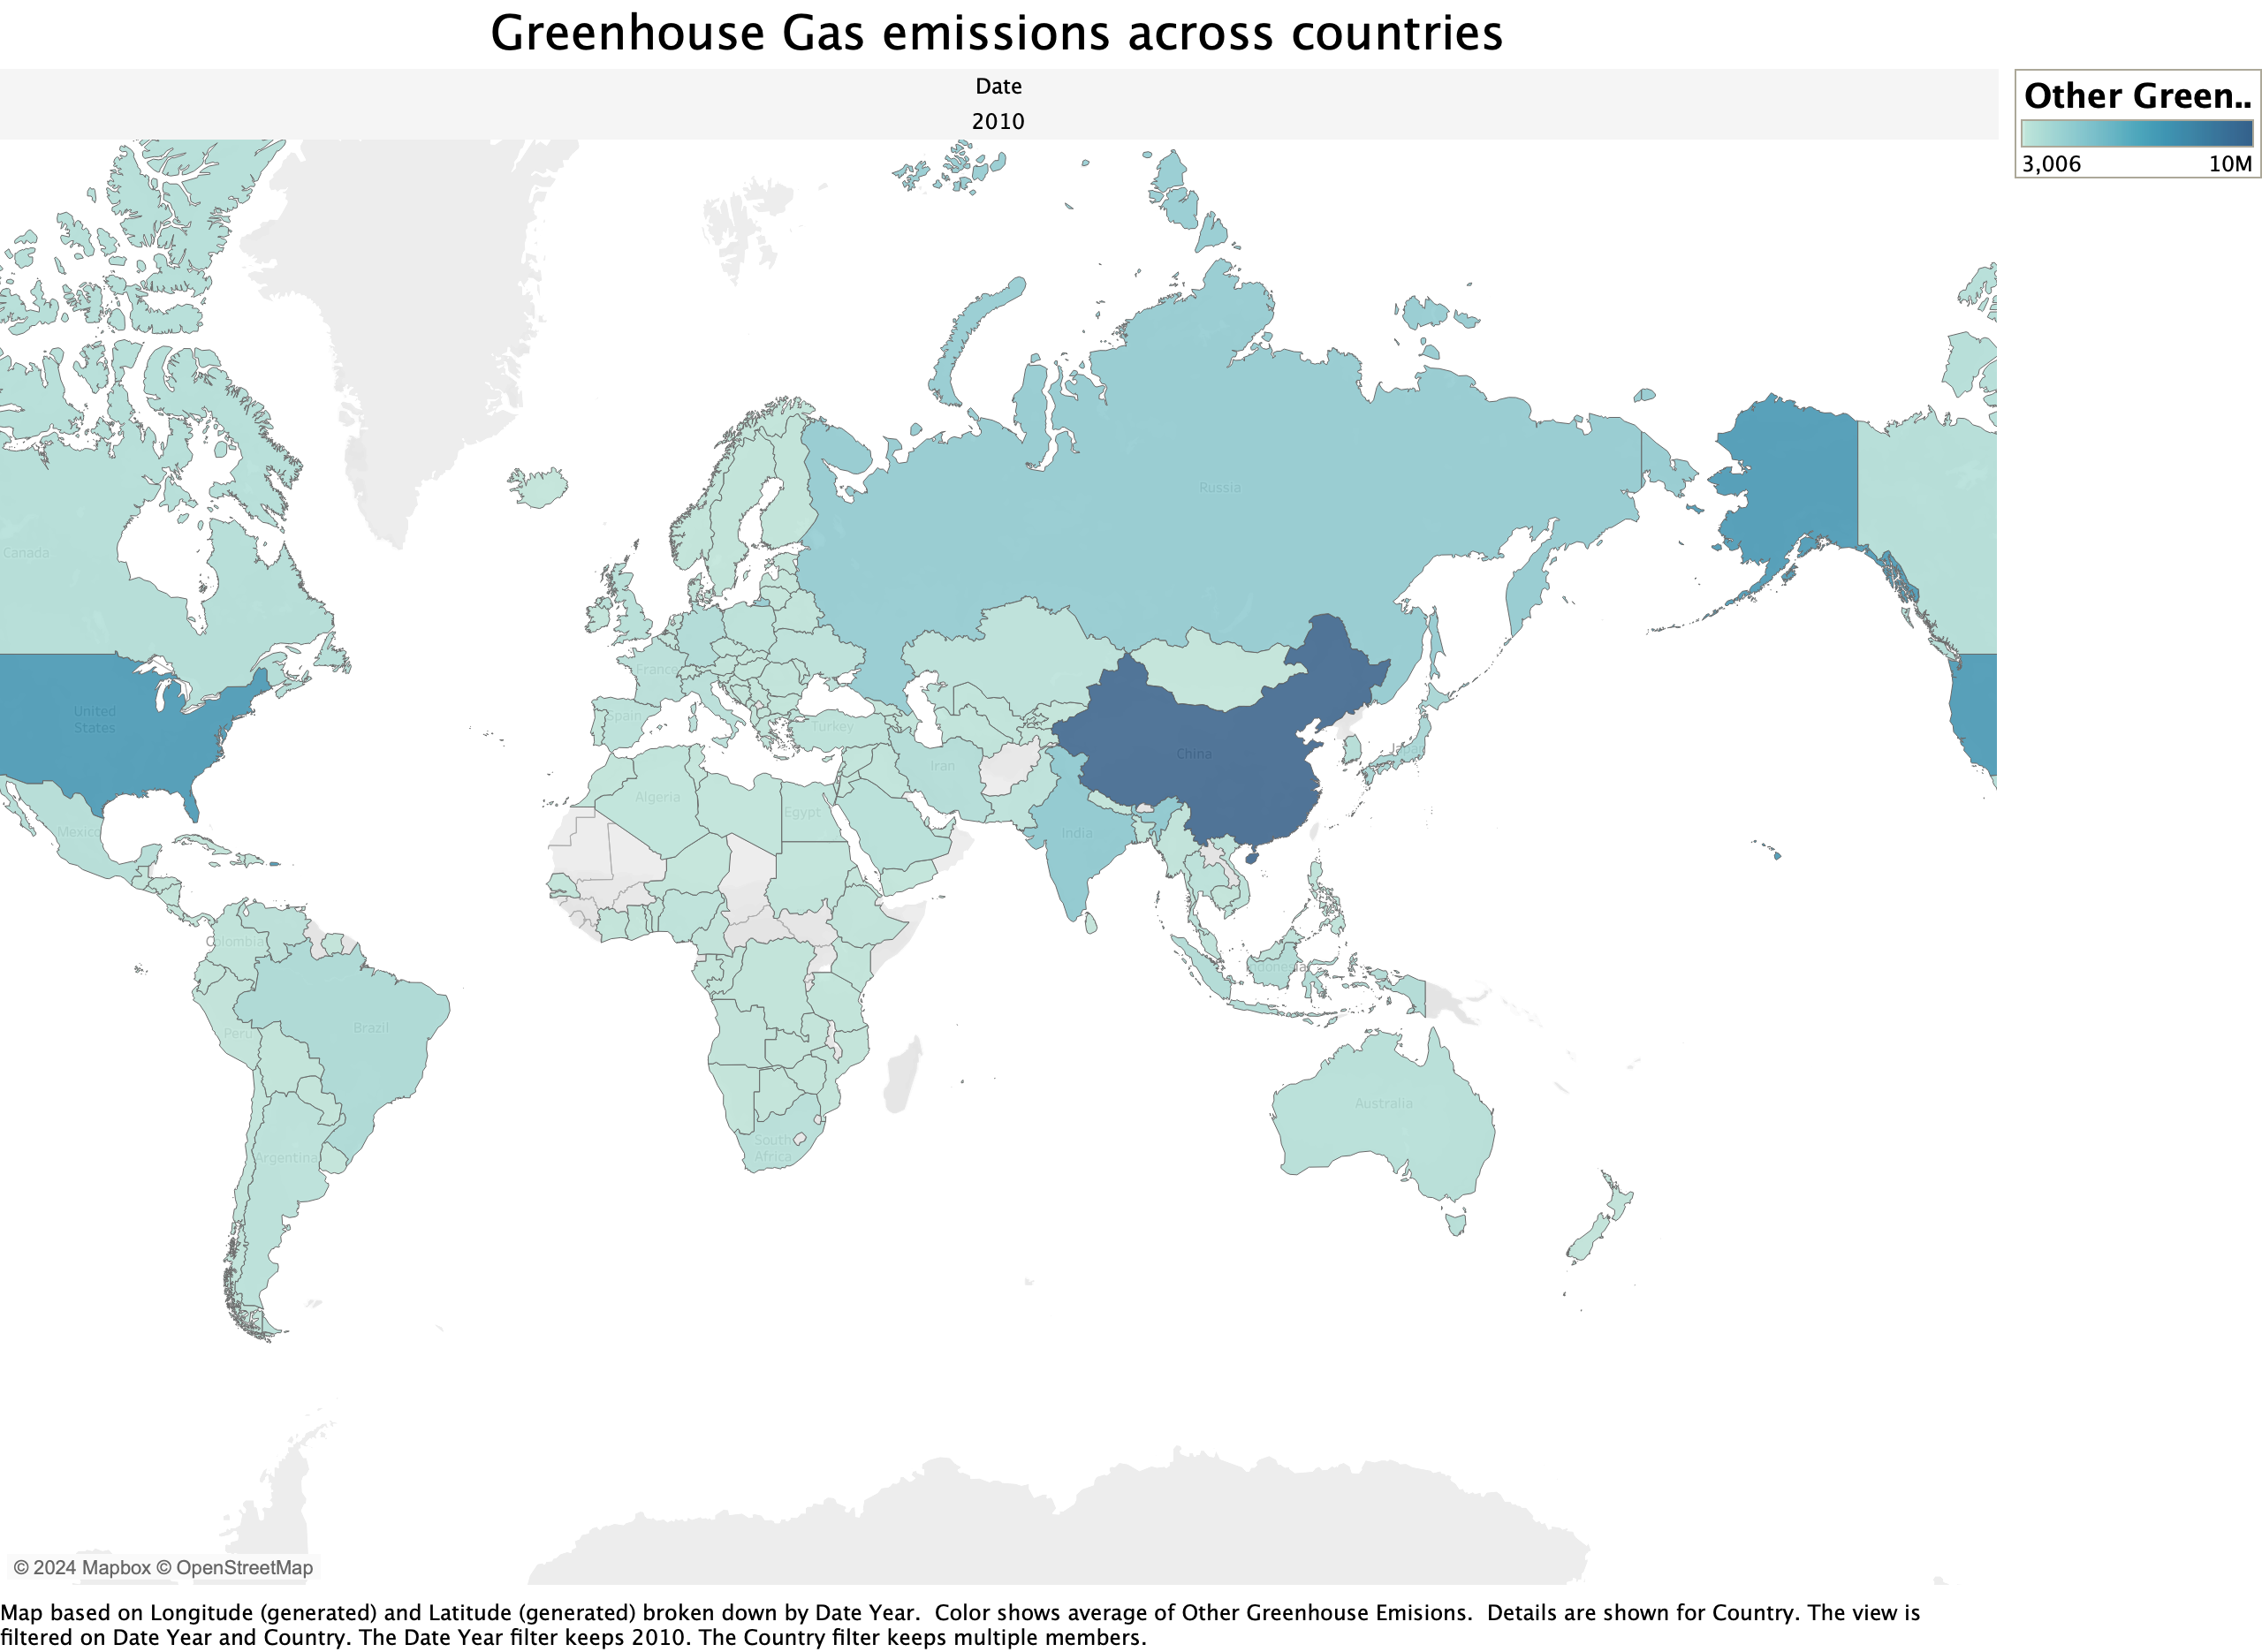 Greenhouse Gas emissions across countries
Date
2010
Other Green..
3,006 10M
Russia
Canada
United
States
France
Spain
Turkey
China
Japan
Iran
Algeria
Egypt
Mexico
India
Colombia
Indonesia
Brazil
Peru
Australia
South
Africa
Argentina
© 2024 Mapbox © OpenStreetMap
Map based on Longitude (generated) and Latitude (generated) broken down by Date Year.  Color shows average of Other Greenhouse Emisions.  Details are shown for Country. The view is
filtered on Date Year and Country. The Date Year filter keeps 2010. The Country filter keeps multiple members.